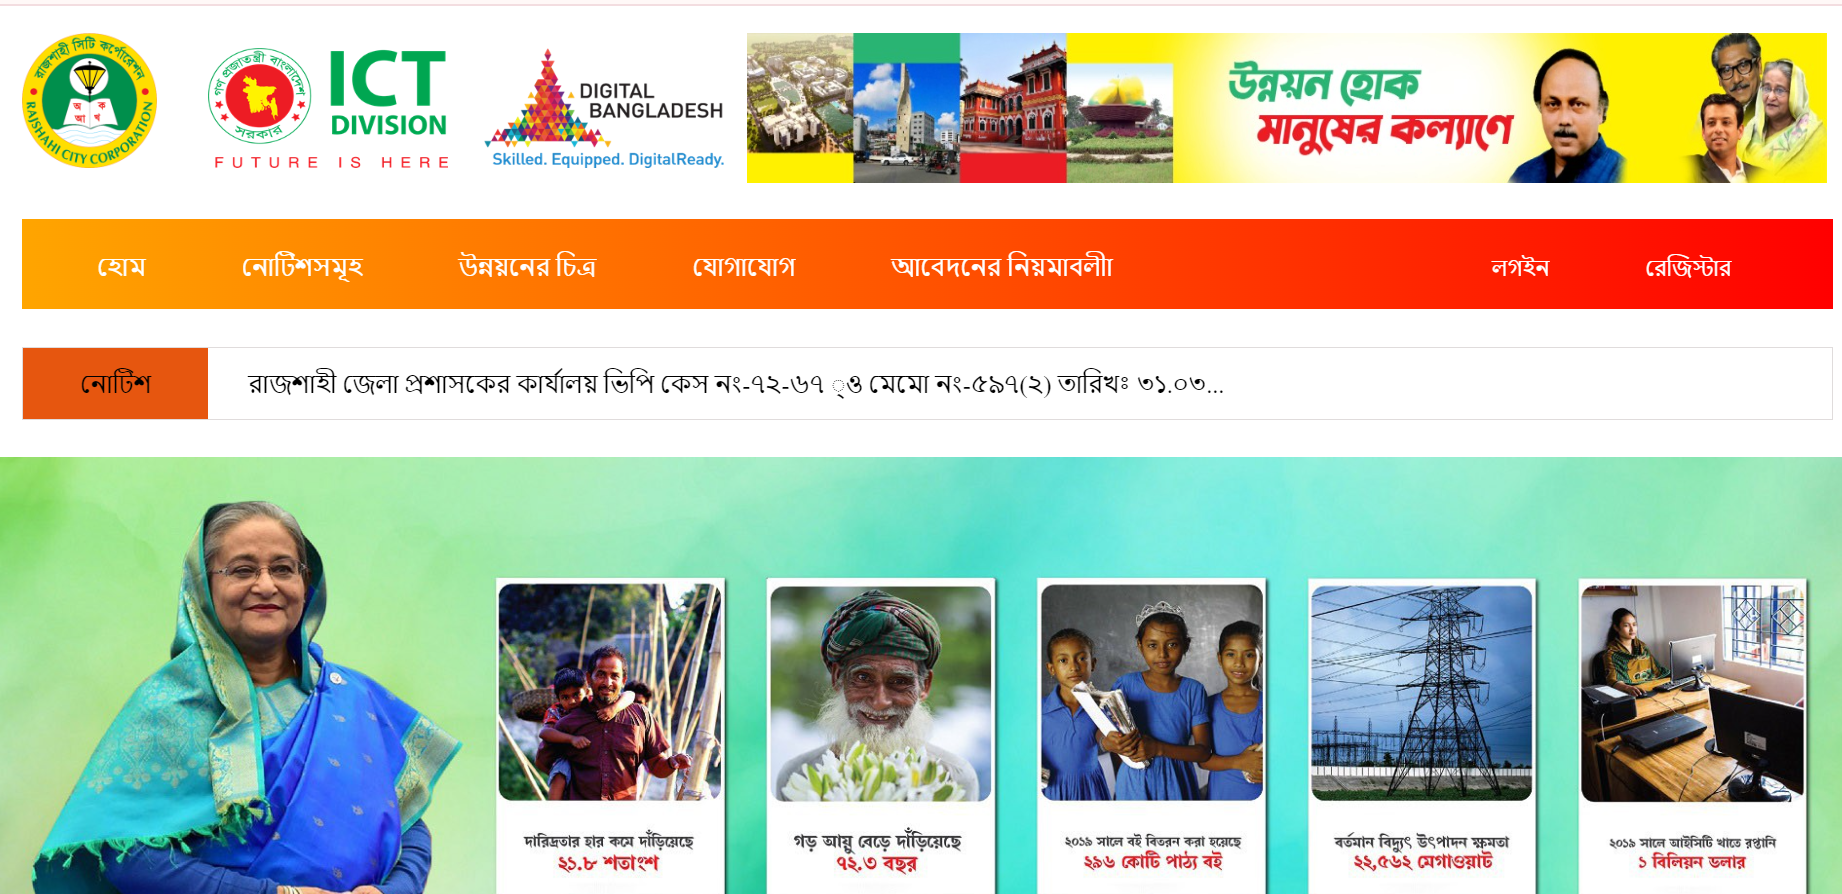 রাজশাহী সিটি কর্পোরেশন
অ ক
আ খ
RAJSHAHI CITY CORPORATION
গণপ্রজাতন্ত্রী বাংলাদেশ
সরকার
ICT
DIVISION
FUTURE IS HERE
DIGITAL
BANGLADESH
Skilled. Equipped. DigitalReady.
উন্নয়ন হোক
মানুষের কল্যাণে
হোম নোটিশসমূহ উন্নয়নের চিত্র যোগাযোগ আবেদনের নিয়মাবলী লগইন রেজিস্টার
নোটিশ রাজশাহী জেলা প্রশাসকের কার্যালয় ভিপি কেস নং-৭২-৬৭ ্ও মেমো নং-৫৯৭(২) তারিখঃ ৩১.০৩...
দারিদ্রতার হার কমে দাঁড়িয়েছে
২১.৮ শতাংশ
গড় আয়ু বেড়ে দাঁড়িয়েছে
৭২.৩ বছর
২০১৯ সালে বই বিতরন করা হয়েছে
২৯৬ কোটি পাঠ্য বই
বর্তমান বিদ্যুৎ উৎপাদন ক্ষমতা
২২,৫৬২ মেগাওয়াট
২০১৯ সালে আইসিটি খাতে রপ্তানি
১ বিলিয়ন ডলার